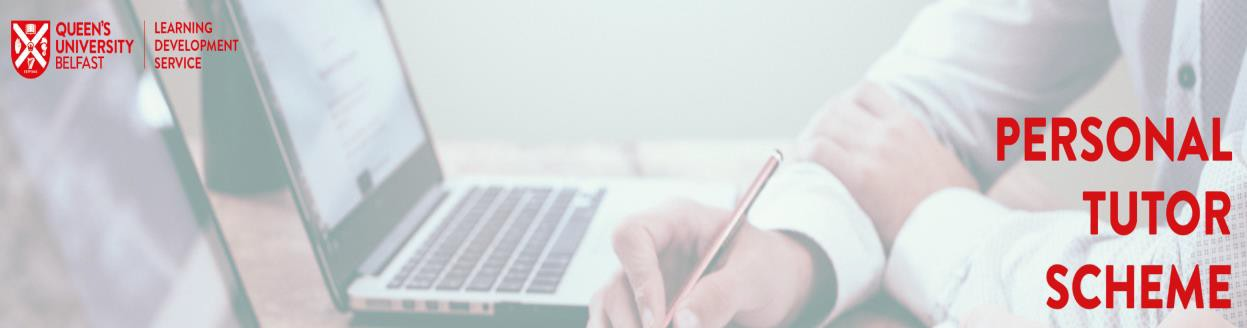 QUEEN'S
UNIVERSITY
BELFAST
LEARNING
DEVELOPMENT
SERVICE
PERSONAL
TUTOR
SCHEME